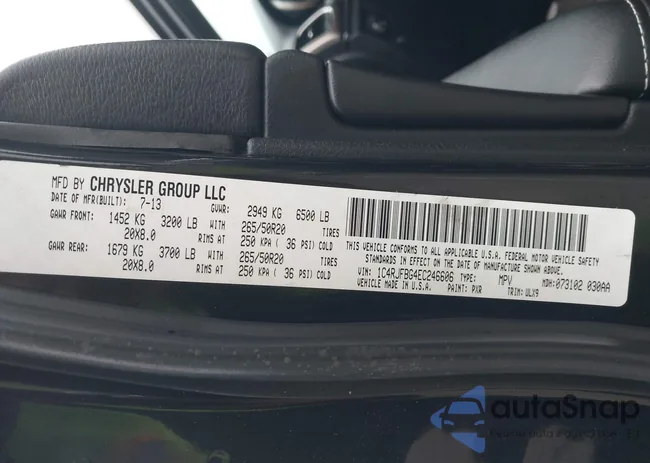 MFD BY CHRYSLER GROUP LLC
DATE OF MFR(BUILT): 7-13 GVWR: 2949 KG 6500 LB
GAWR FRONT: 1452 KG 3200 LB WITH 265/50R20 TIRES
20X8.0 RIMS AT 250 KPA ( 36 PSI) COLD
GAWR REAR: 1679 KG 3700 LB WITH 265/50R20 TIRES
20X8.0 RIMS AT 250 KPA ( 36 PSI) COLD
THIS VEHICLE CONFORMS TO ALL APPLICABLE U.S.A. FEDERAL MOTOR VEHICLE SAFETY
STANDARDS IN EFFECT ON THE DATE OF MANUFACTURE SHOWN ABOVE.
VIN: 1C4RJFBG4EC246606 TYPE: MPV MDH: 073102 030AA
VEHICLE MADE IN U.S.A. PAINT: PXR TRIM: ULX9
autoSnap